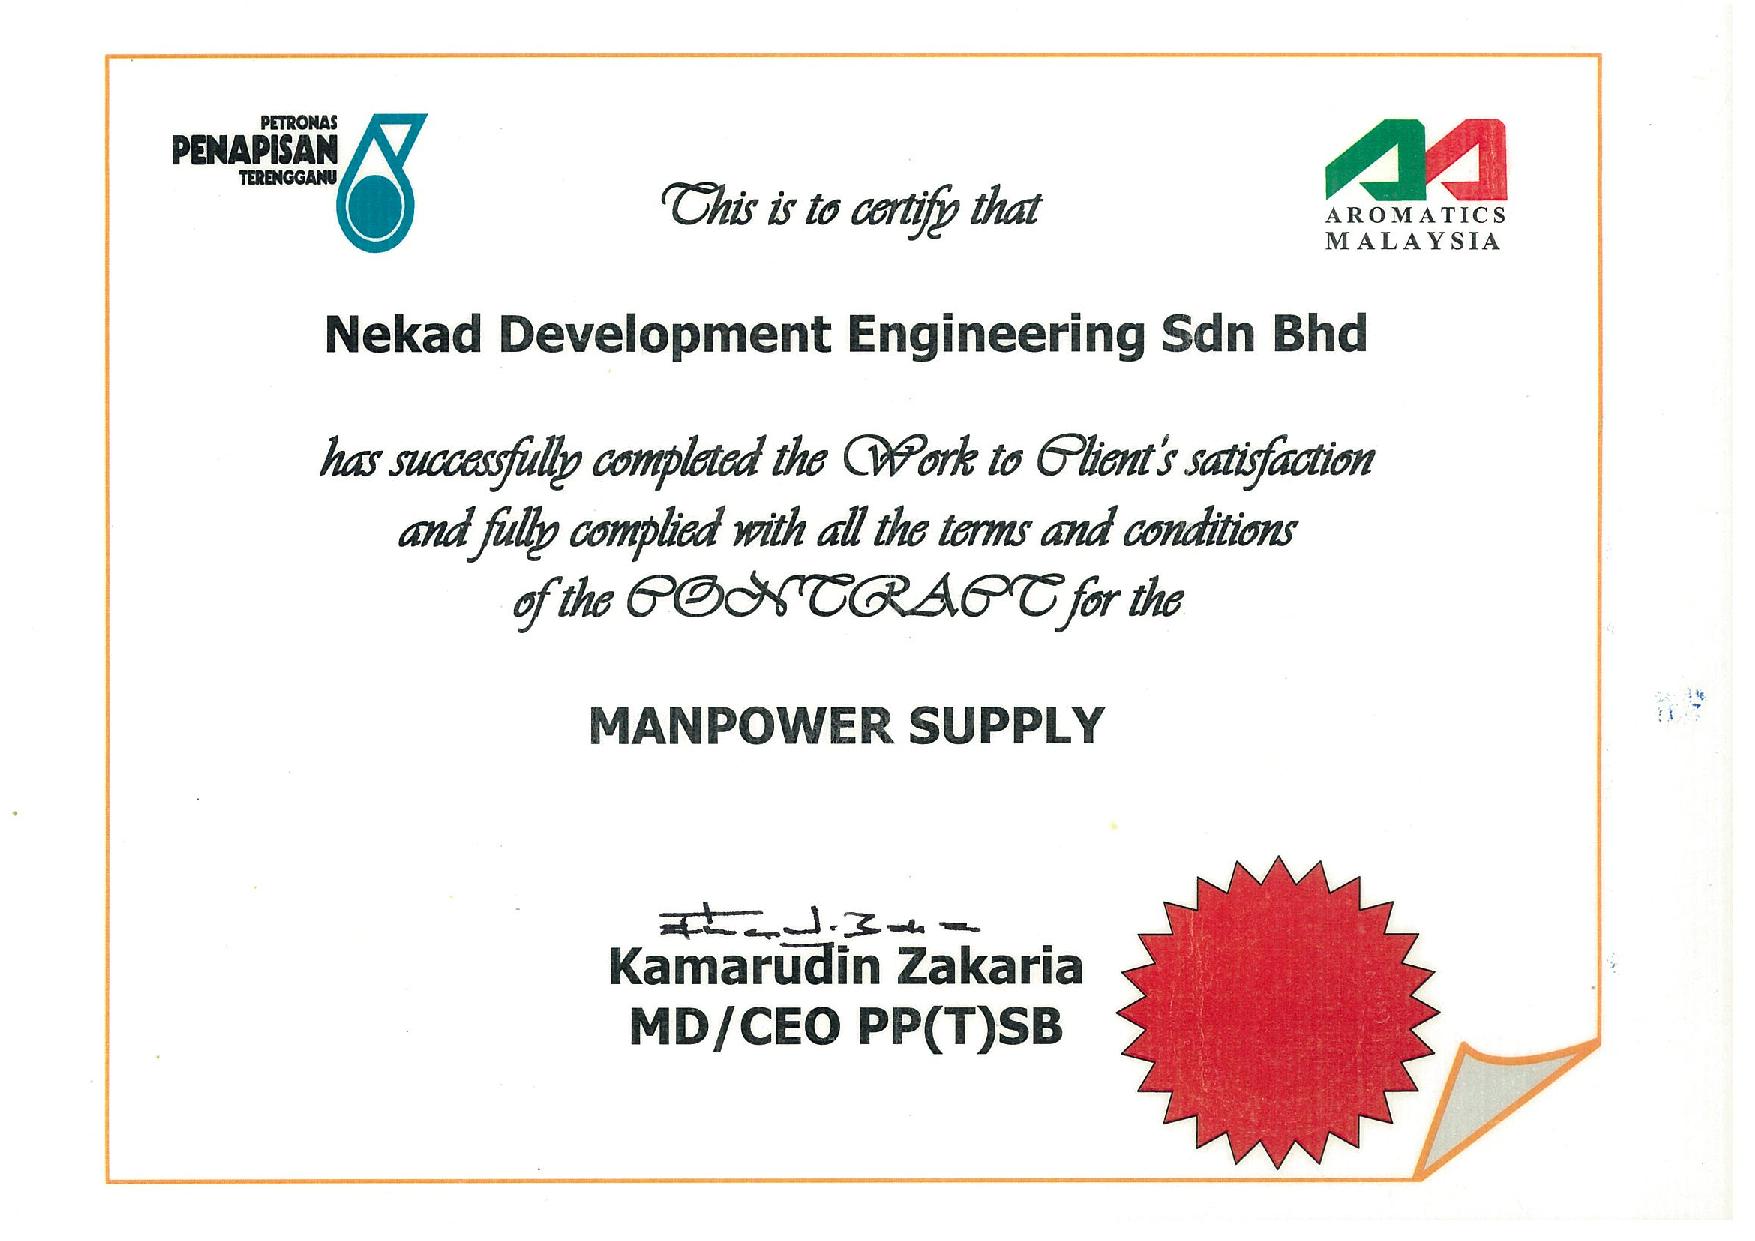 PETRONAS
PENAPISAN
TERENGGANU
AROMATICS
MALAYSIA
This is to certify that
Nekad Development Engineering Sdn Bhd
has successfully completed the Work to Client's satisfaction
and fully complied with all the terms and conditions
of the CONTRACT for the
MANPOWER SUPPLY
Kamarudin Zakaria
MD/CEO PP(T)SB